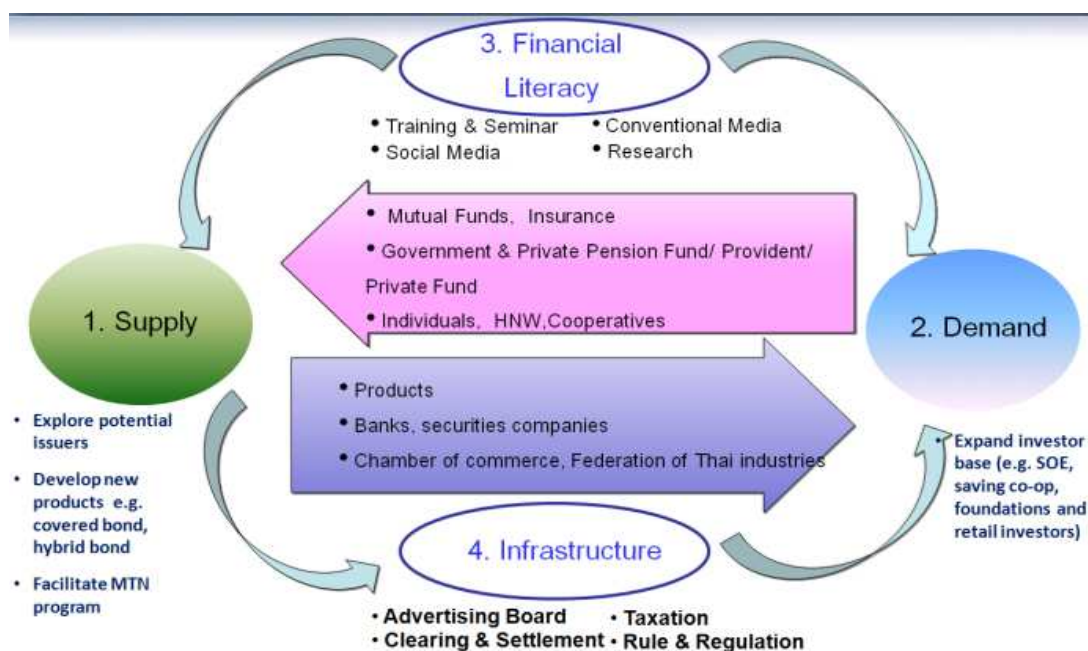 3. Financial
Literacy
• Training & Seminar
• Conventional Media
• Social Media
• Research
• Mutual Funds, Insurance
• Government & Private Pension Fund/ Provident/
Private Fund
• Individuals, HNW,Cooperatives
1. Supply
2. Demand
• Products
• Banks, securities companies
• Chamber of commerce, Federation of Thai industries
• Explore potential
issuers
• Develop new
products e.g.
covered bond,
hybrid bond
• Facilitate MTN
program
• Expand investor
base (e.g. SOE,
saving co-op,
foundations and
retail investors)
4. Infrastructure
• Advertising Board
• Taxation
• Clearing & Settlement
• Rule & Regulation